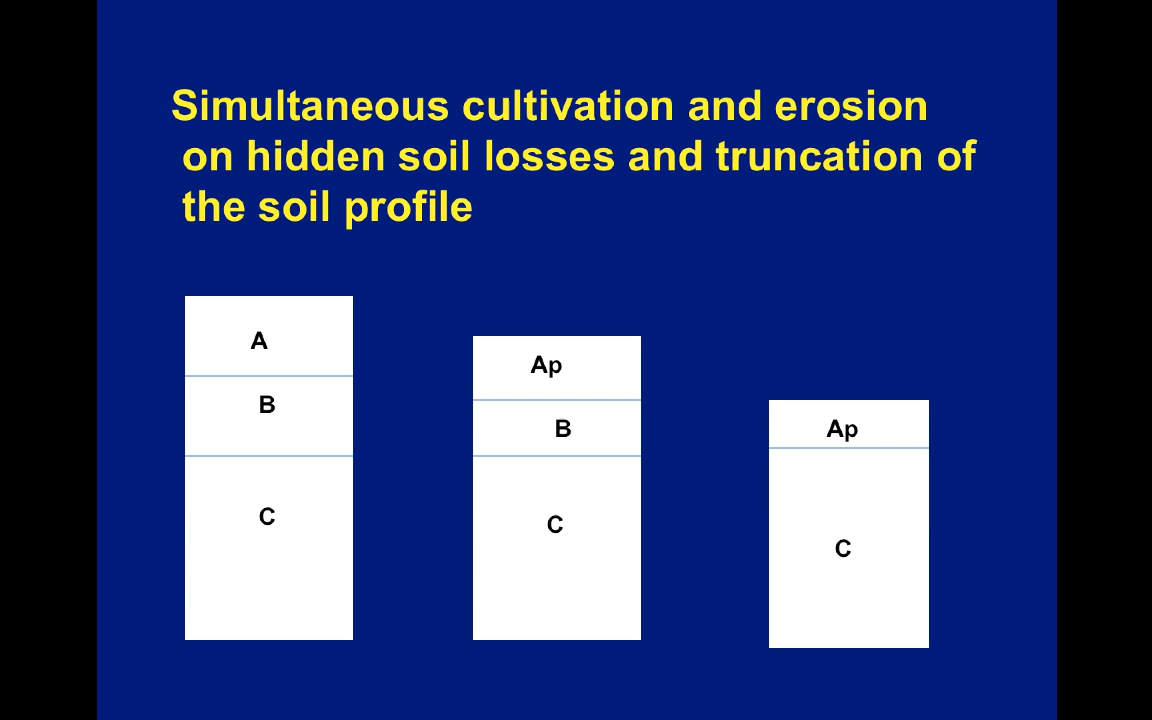 Simultaneous cultivation and erosion
on hidden soil losses and truncation of
the soil profile
A
B
C
Ap
B
C
Ap
C